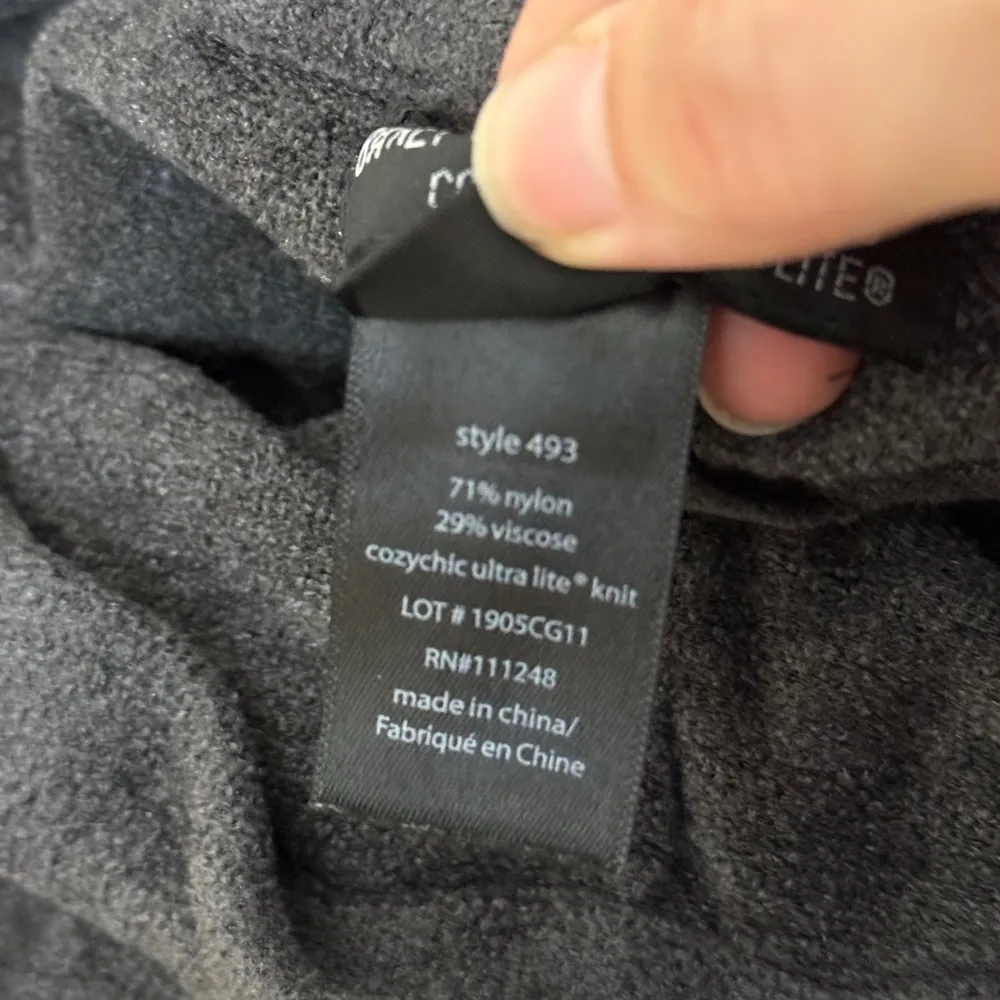 LITE®
style 493
71% nylon
29% viscose
cozychic ultra lite® knit
LOT # 1905CG11
RN#111248
made in china/
Fabriqué en Chine